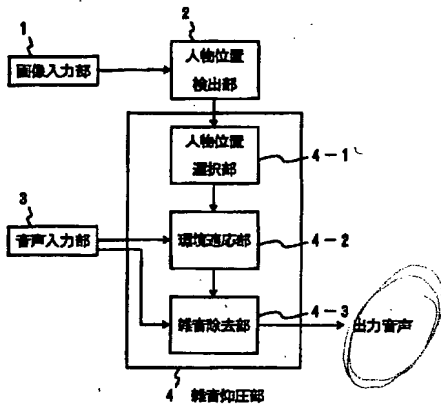 1
画像入力部
2
人物位置
検出部
人物位置
選択部
4-1
3
音声入力部
環境適応部
4-2
雑音除去部
4-3
出力音声
4 雑音抑圧部